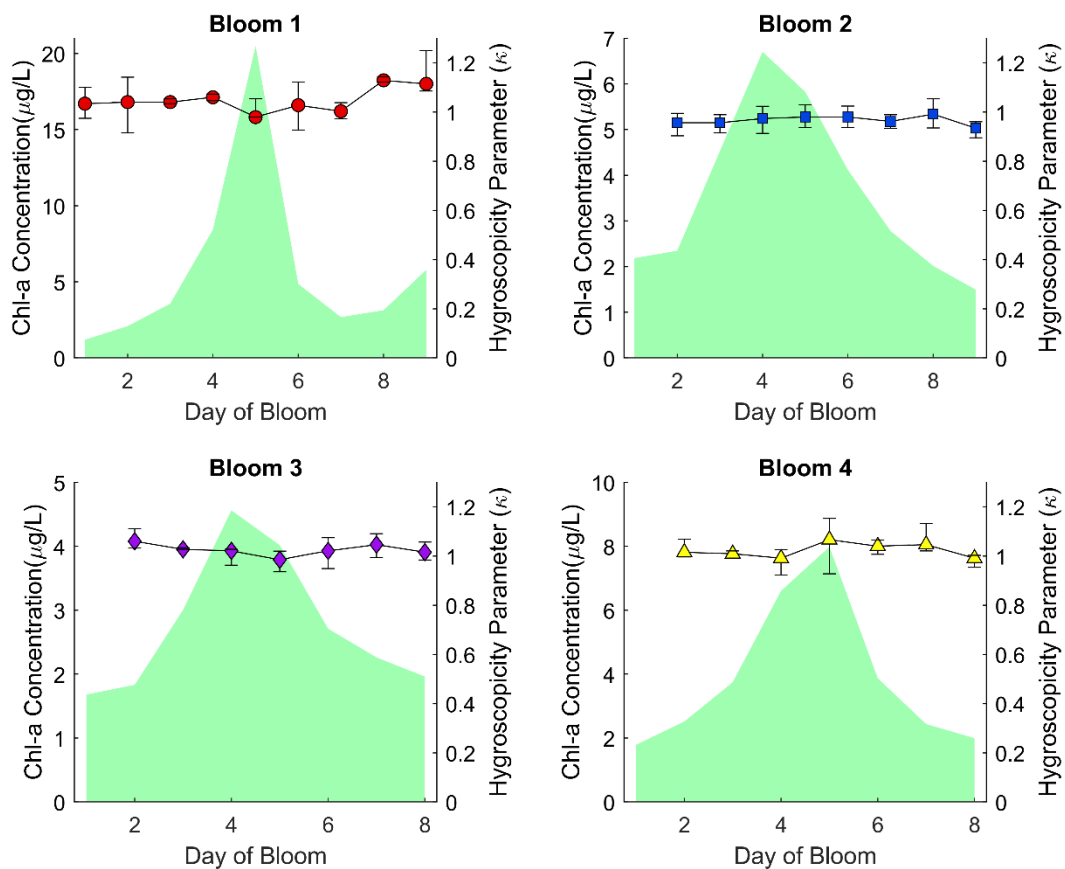 Bloom 1
Chl-a Concentration(μg/L)
20
15
10
5
0
1.2
1
0.8
0.6
0.4
0.2
0
Hygroscopicity Parameter (κ)
2 4 6 8
Day of Bloom
Bloom 2
Chl-a Concentration(μg/L)
7
6
5
4
3
2
1
0
1.2
1
0.8
0.6
0.4
0.2
0
Hygroscopicity Parameter (κ)
2 4 6 8
Day of Bloom
Bloom 3
Chl-a Concentration(μg/L)
5
4
3
2
1
0
1.2
1
0.8
0.6
0.4
0.2
0
Hygroscopicity Parameter (κ)
2 4 6 8
Day of Bloom
Bloom 4
Chl-a Concentration(μg/L)
10
8
6
4
2
0
1.2
1
0.8
0.6
0.4
0.2
0
Hygroscopicity Parameter (κ)
2 4 6 8
Day of Bloom